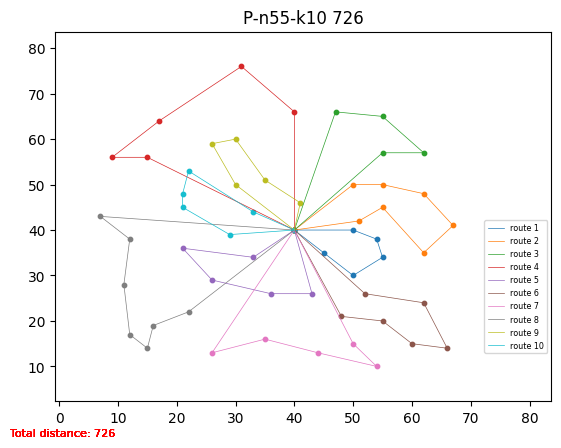 P-n55-k10 726
80
70
60
50
40
30
20
10
0 10 20 30 40 50 60 70 80
route 1
route 2
route 3
route 4
route 5
route 6
route 7
route 8
route 9
route 10
Total distance: 726